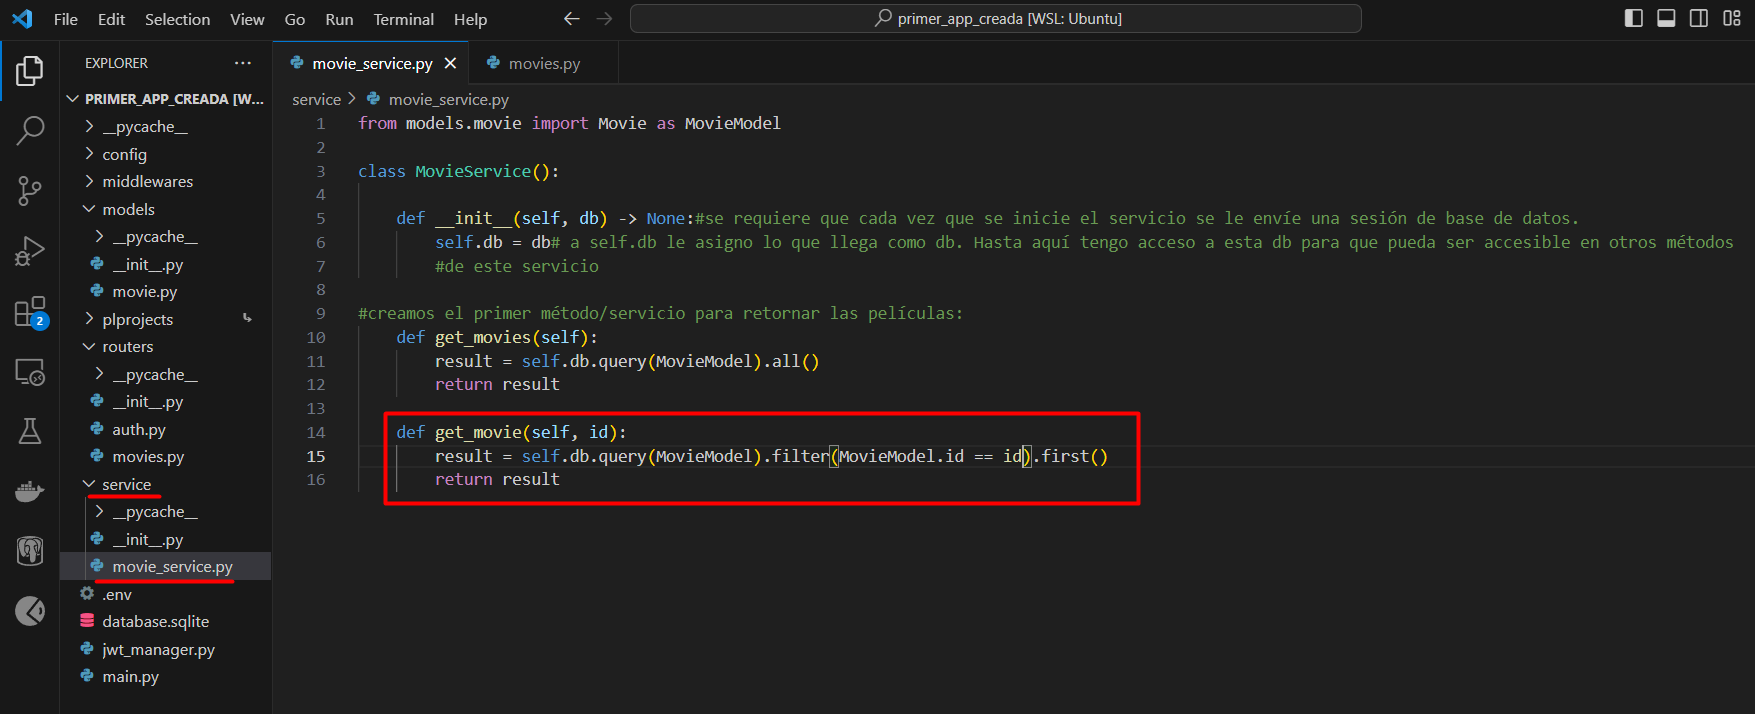 File Edit Selection View Go Run Terminal Help
primer_app_creada [WSL: Ubuntu]
EXPLORER ...
PRIMER_APP_CREADA [W...
__pycache__
config
middlewares
models
__pycache__
__init__.py
movie.py
plprojects
routers
__pycache__
__init__.py
auth.py
movies.py
service
__pycache__
__init__.py
movie_service.py
.env
database.sqlite
jwt_manager.py
main.py
2
movie_service.py movies.py
service > movie_service.py
1 from models.movie import Movie as MovieModel
2
3 class MovieService():
4
5 def __init__(self, db) -> None:#se requiere que cada vez que se inicie el servicio se le envíe una sesión de base de datos.
6 self.db = db# a self.db le asigno lo que llega como db. Hasta aquí tengo acceso a esta db para que pueda ser accesible en otros métodos
7 #de este servicio
8
9 #creamos el primer método/servicio para retornar las películas:
10 def get_movies(self):
11 result = self.db.query(MovieModel).all()
12 return result
13
14 def get_movie(self, id):
15 result = self.db.query(MovieModel).filter(MovieModel.id == id).first()
16 return result